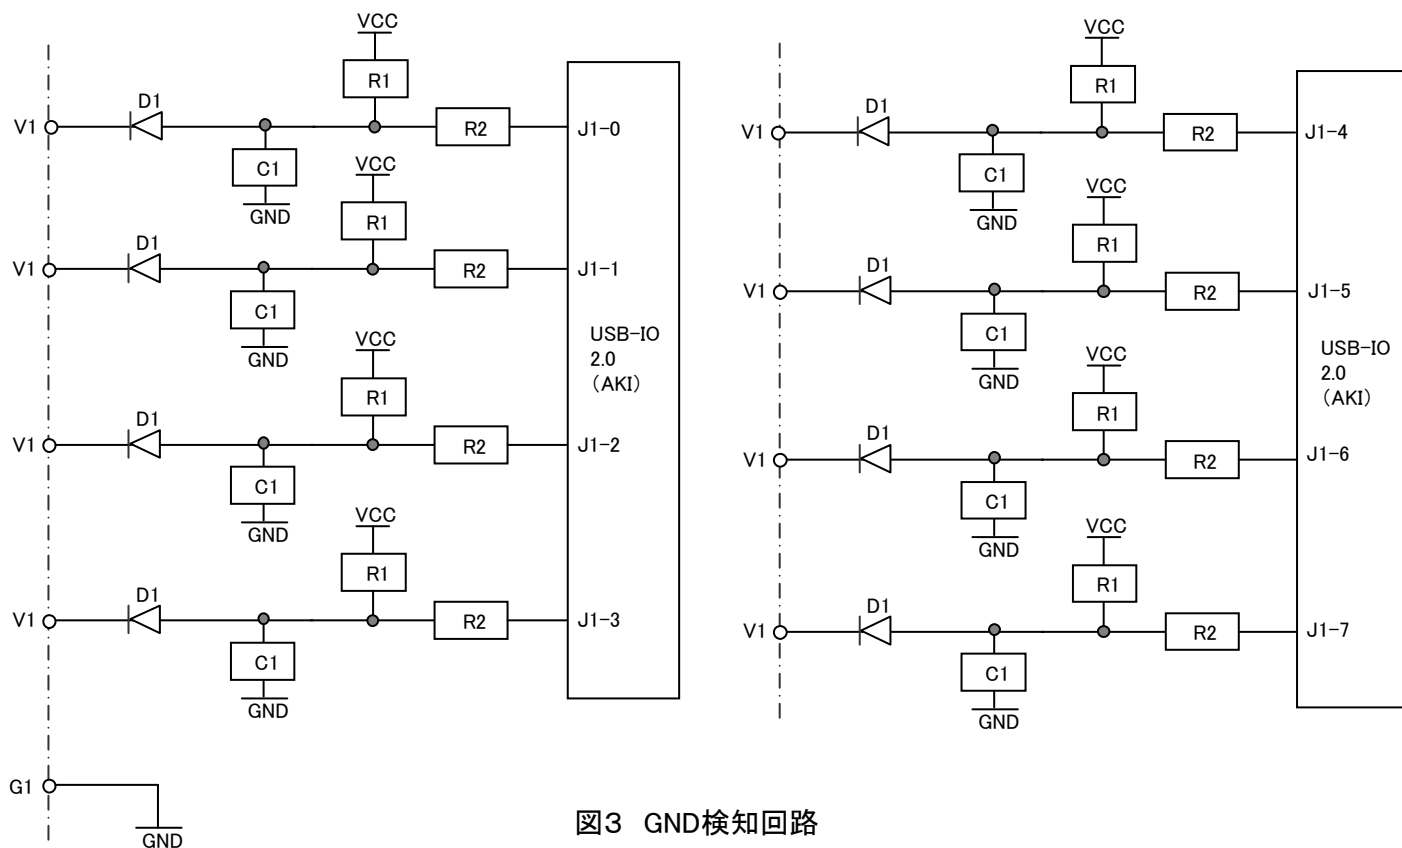 VCC
R1
D1
V1
R2
J1-0
C1
GND
VCC
R1
D1
V1
R2
J1-1
C1
GND
USB-IO
2.0
(AKI)
VCC
R1
D1
V1
R2
J1-2
C1
GND
VCC
R1
D1
V1
R2
J1-3
C1
GND
G1
GND
VCC
R1
D1
V1
R2
J1-4
C1
GND
VCC
R1
D1
V1
R2
J1-5
C1
GND
USB-IO
2.0
(AKI)
VCC
R1
D1
V1
R2
J1-6
C1
GND
VCC
R1
D1
V1
R2
J1-7
C1
GND
図3 GND検知回路